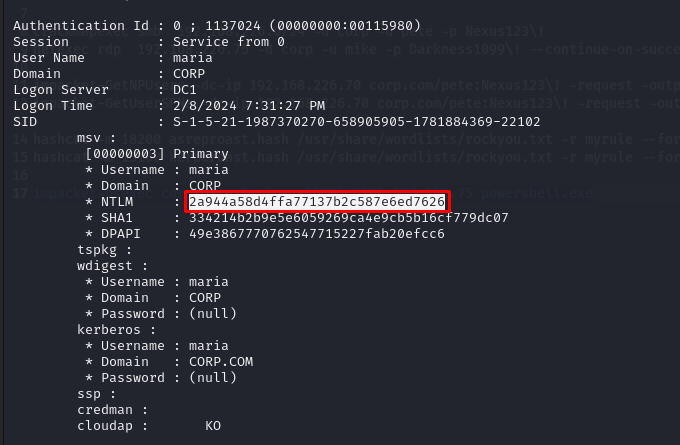 Authentication Id : 0 ; 1137024 (00000000:00115980)
Session           : Service from 0
User Name         : maria
Domain            : CORP
Logon Server      : DC1
Logon Time        : 2/8/2024 7:31:27 PM
SID               : S-1-5-21-1987370270-658905905-1781884369-22102
msv :
[00000003] Primary
* Username : maria
* Domain   : CORP
* NTLM     : 2a944a58d4ffa77137b2c587e6ed7626
* SHA1     : 334214b2b9e5e6059269ca4e9cb5b16cf779dc07
* DPAPI    : 49e3867770762547715227fab20efcc6
tspkg :
wdigest :
* Username : maria
* Domain   : CORP
* Password : (null)
kerberos :
* Username : maria
* Domain   : CORP.COM
* Password : (null)
ssp :
credman :
cloudap :       KO